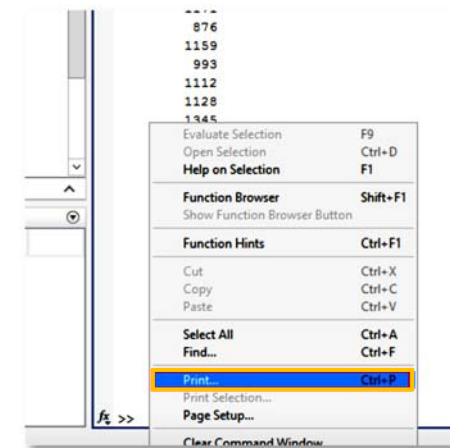 876
1159
993
1112
1128
1345
Evaluate Selection F9
Open Selection Ctrl+D
Help on Selection F1
Function Browser Shift+F1
Show Function Browser Button
Function Hints Ctrl+F1
Cut Ctrl+X
Copy Ctrl+C
Paste Ctrl+V
Select All Ctrl+A
Find... Ctrl+F
Print... Ctrl+P
Print Selection...
Page Setup...
fx >>
Clear Command Window